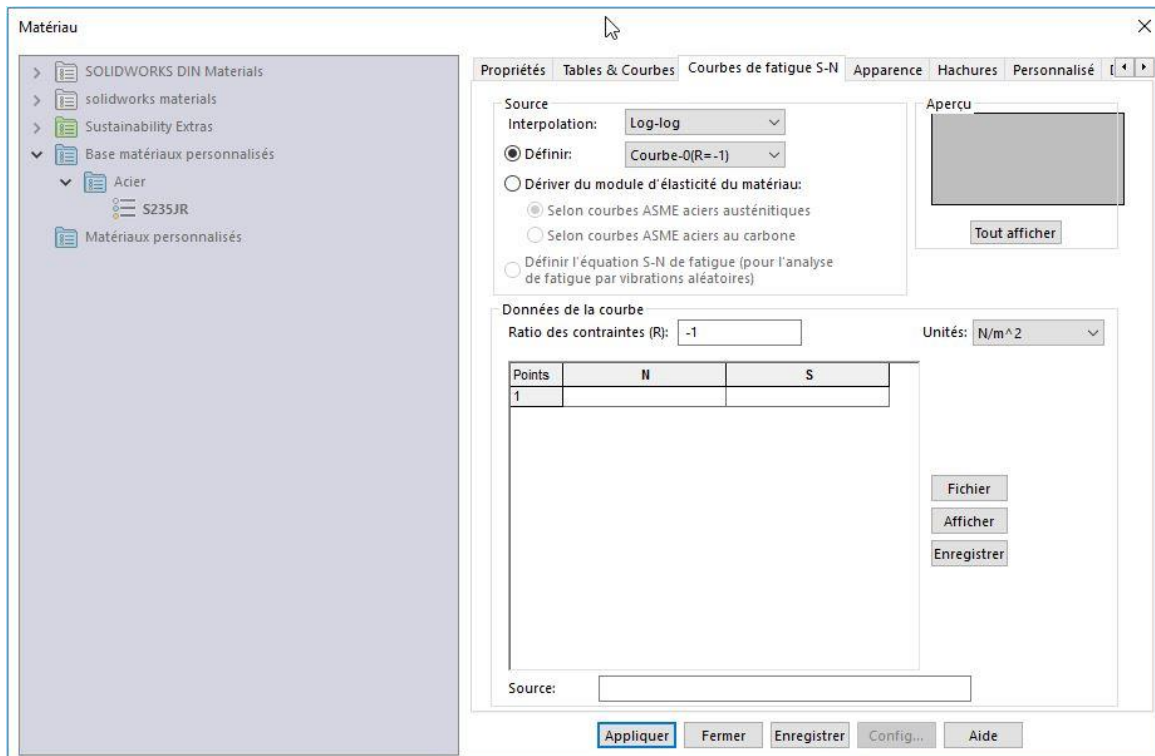 Matériau
SOLIDWORKS DIN Materials
solidworks materials
Sustainability Extras
Base matériaux personnalisés
Acier
S235JR
Matériaux personnalisés
Propriétés Tables & Courbes Courbes de fatigue S-N Apparence Hachures Personnalisé
Source
Interpolation: Log-log
Définir: Courbe-0(R=-1)
Dériver du module d'élasticité du matériau:
Selon courbes ASME aciers austénitiques
Selon courbes ASME aciers au carbone
Définir l'équation S-N de fatigue (pour l'analyse
de fatigue par vibrations aléatoires)
Aperçu
Tout afficher
Données de la courbe
Ratio des contraintes (R): -1 Unités: N/m^2
Points N S
1
Fichier
Afficher
Enregistrer
Source:
Appliquer Fermer Enregistrer Config... Aide